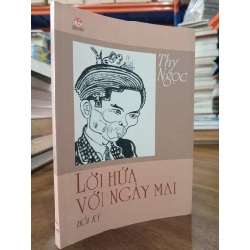 Thy
Ngọc
LỜI HỨA
VỚI NGÀY MAI
HỒI KÝ